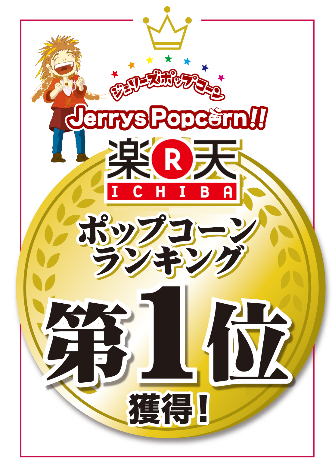 ジェリーズポップコーン
Jerrys Popcorn!!
楽R天
ICHIBA
ポップコーン
ランキング
第1位
獲得!